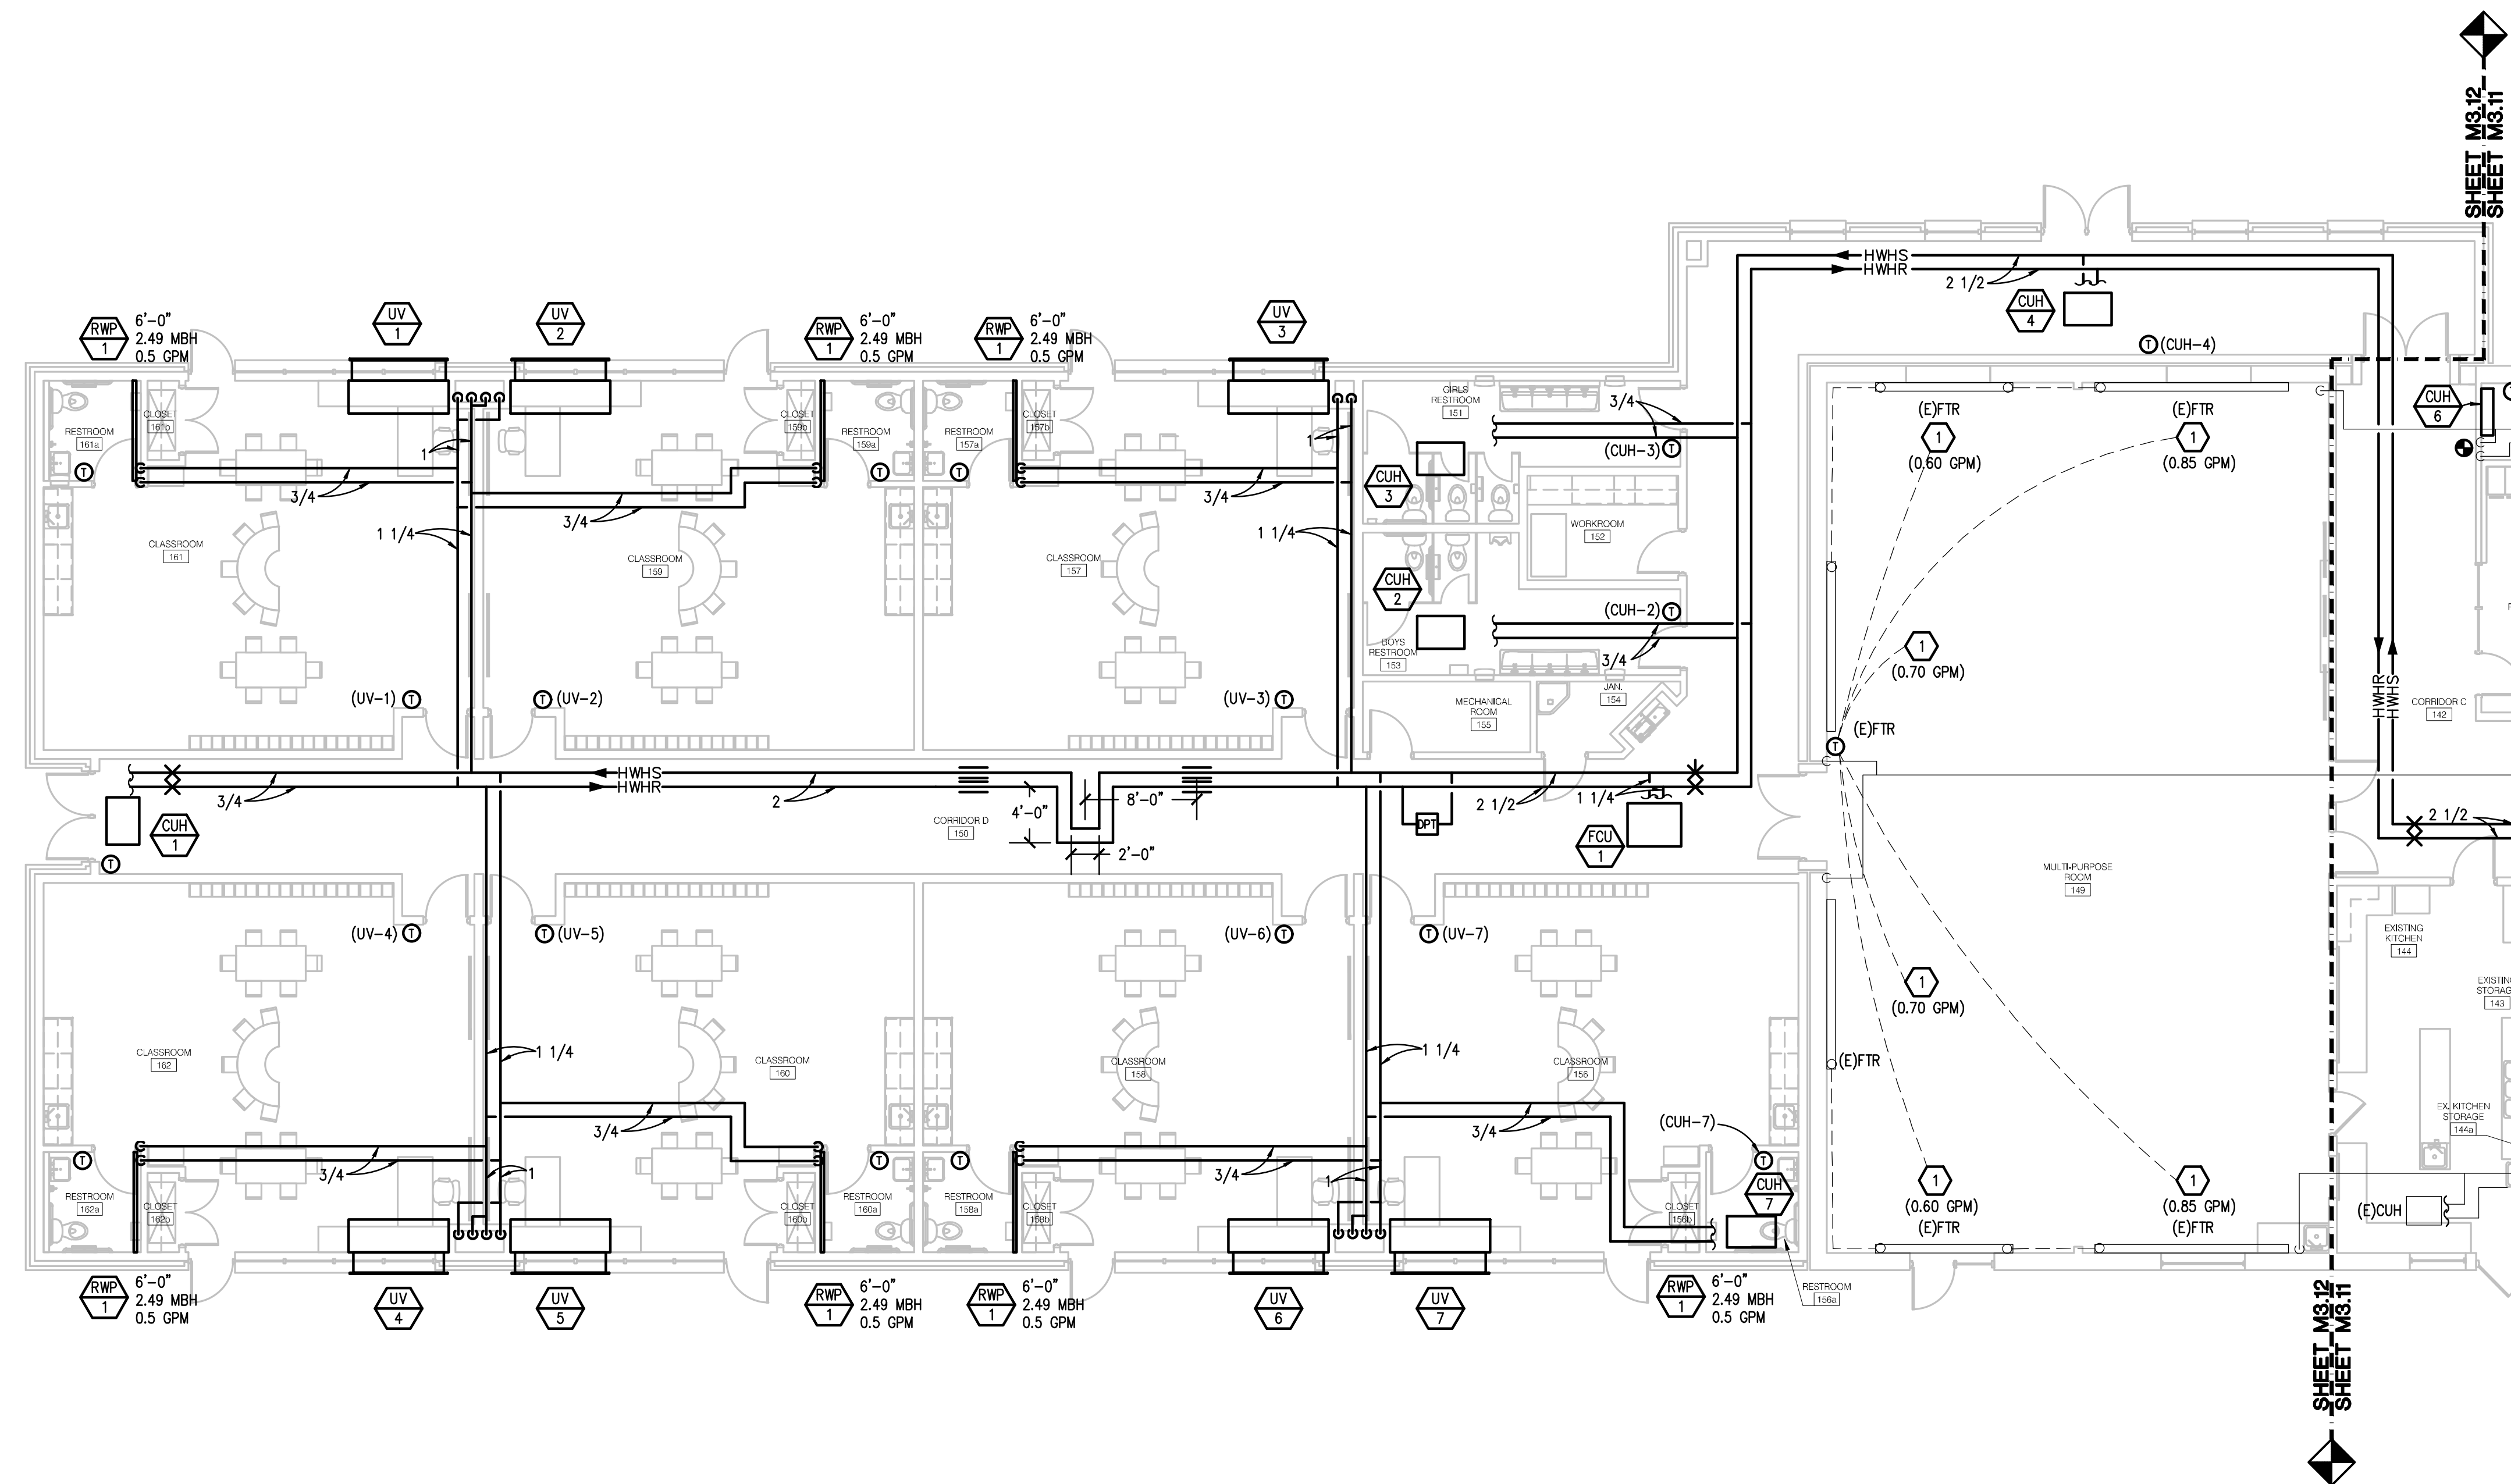 SHEET M3.12
SHEET M3.11
HWHS
HWHR
2 1/2
CUH
4
T (CUH-4)
RWP
1
6'-0"
2.49 MBH
0.5 GPM
UV
1
UV
2
RWP
1
6'-0"
2.49 MBH
0.5 GPM
RWP
1
6'-0"
2.49 MBH
0.5 GPM
UV
3
GIRLS
RESTROOM
151
3/4
(CUH-3) T
CUH
3
(E)FTR
1
(0.60 GPM)
(E)FTR
1
(0.85 GPM)
CUH
6
T
RESTROOM
161a
T
CLOSET
161b
1
CLOSET
159b
RESTROOM
159a
T
RESTROOM
157a
T
CLOSET
157b
1
3/4
3/4
3/4
1 1/4
1 1/4
CLASSROOM
161
CLASSROOM
159
CLASSROOM
157
WORKROOM
152
CUH
2
(CUH-2) T
3/4
BOYS
RESTROOM
153
1
(0.70 GPM)
JAN.
154
MECHANICAL
ROOM
155
(UV-1) T
T (UV-2)
(UV-3) T
(E)FTR
T
HWHR
HWHS
CORRIDOR C
142
HWHS
HWHR
3/4
2
4'-0"
8'-0"
2'-0"
2 1/2
1 1/4
DPT
FCU
1
CUH
1
T
CORRIDOR D
150
2 1/2
MULTI-PURPOSE
ROOM
149
EXISTING
KITCHEN
144
143
(UV-4) T
T (UV-5)
(UV-6) T
T (UV-7)
1
(0.70 GPM)
(E)FTR
1 1/4
1 1/4
CLASSROOM
162
CLASSROOM
160
CLASSROOM
158
CLASSROOM
156
3/4
3/4
(CUH-7)
T
CUH
7
EX. KITCHEN
STORAGE
144a
3/4
1
3/4
1
T
T
T
RESTROOM
162a
CLOSET
162b
CLOSET
160b
RESTROOM
160a
RESTROOM
158a
CLOSET
158b
CLOSET
156b
1
(0.60 GPM)
(E)FTR
1
(0.85 GPM)
(E)FTR
(E)CUH
RWP
1
6'-0"
2.49 MBH
0.5 GPM
UV
4
UV
5
RWP
1
6'-0"
2.49 MBH
0.5 GPM
RWP
1
6'-0"
2.49 MBH
0.5 GPM
UV
6
UV
7
RWP
1
6'-0"
2.49 MBH
0.5 GPM
RESTROOM
156a
SHEET M3.12
SHEET M3.11